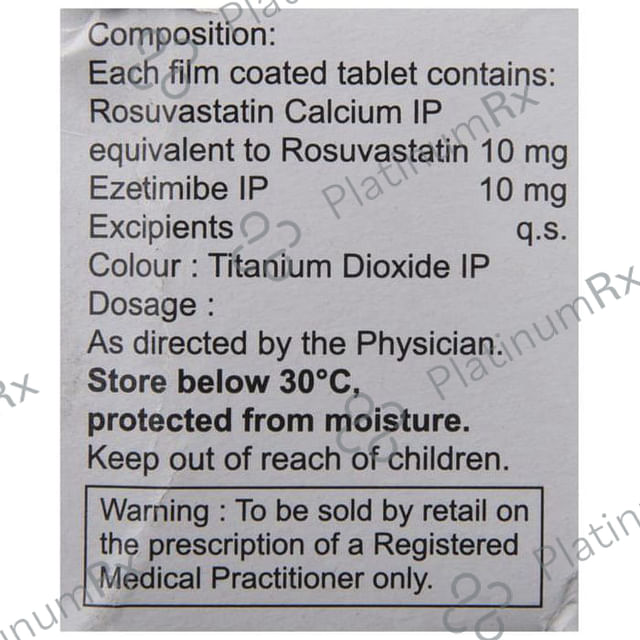 Composition:
Each film coated tablet contains:
Rosuvastatin Calcium IP
equivalent to Rosuvastatin 10 mg
Ezetimibe IP 10 mg
Excipients q.s.
Colour : Titanium Dioxide IP
Dosage :
As directed by the Physician.
Store below 30°C,
protected from moisture.
Keep out of reach of children.
Warning : To be sold by retail on
the prescription of a Registered
Medical Practitioner only.
PlatinumRx
PlatinumRx
PlatinumRx
Rx
Platin
inumRx